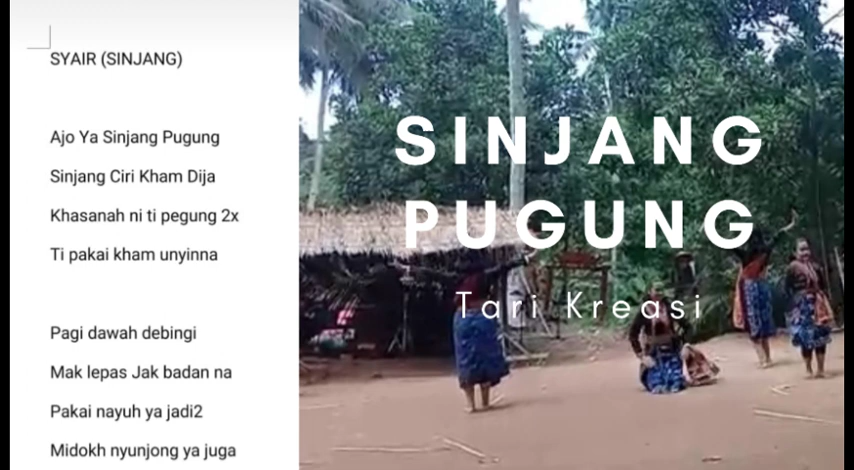 SYAIR (SINJANG)
Ajo Ya Sinjang Pugung
Sinjang Ciri Kham Dija
Khasanah ni ti pegung 2x
Ti pakai kham unyinna
Pagi dawah debingi
Mak lepas Jak badan na
Pakai nayuh ya jadi2
Midokh nyunjong ya juga
SINJANG
PUGUNG
Tari Kreasi